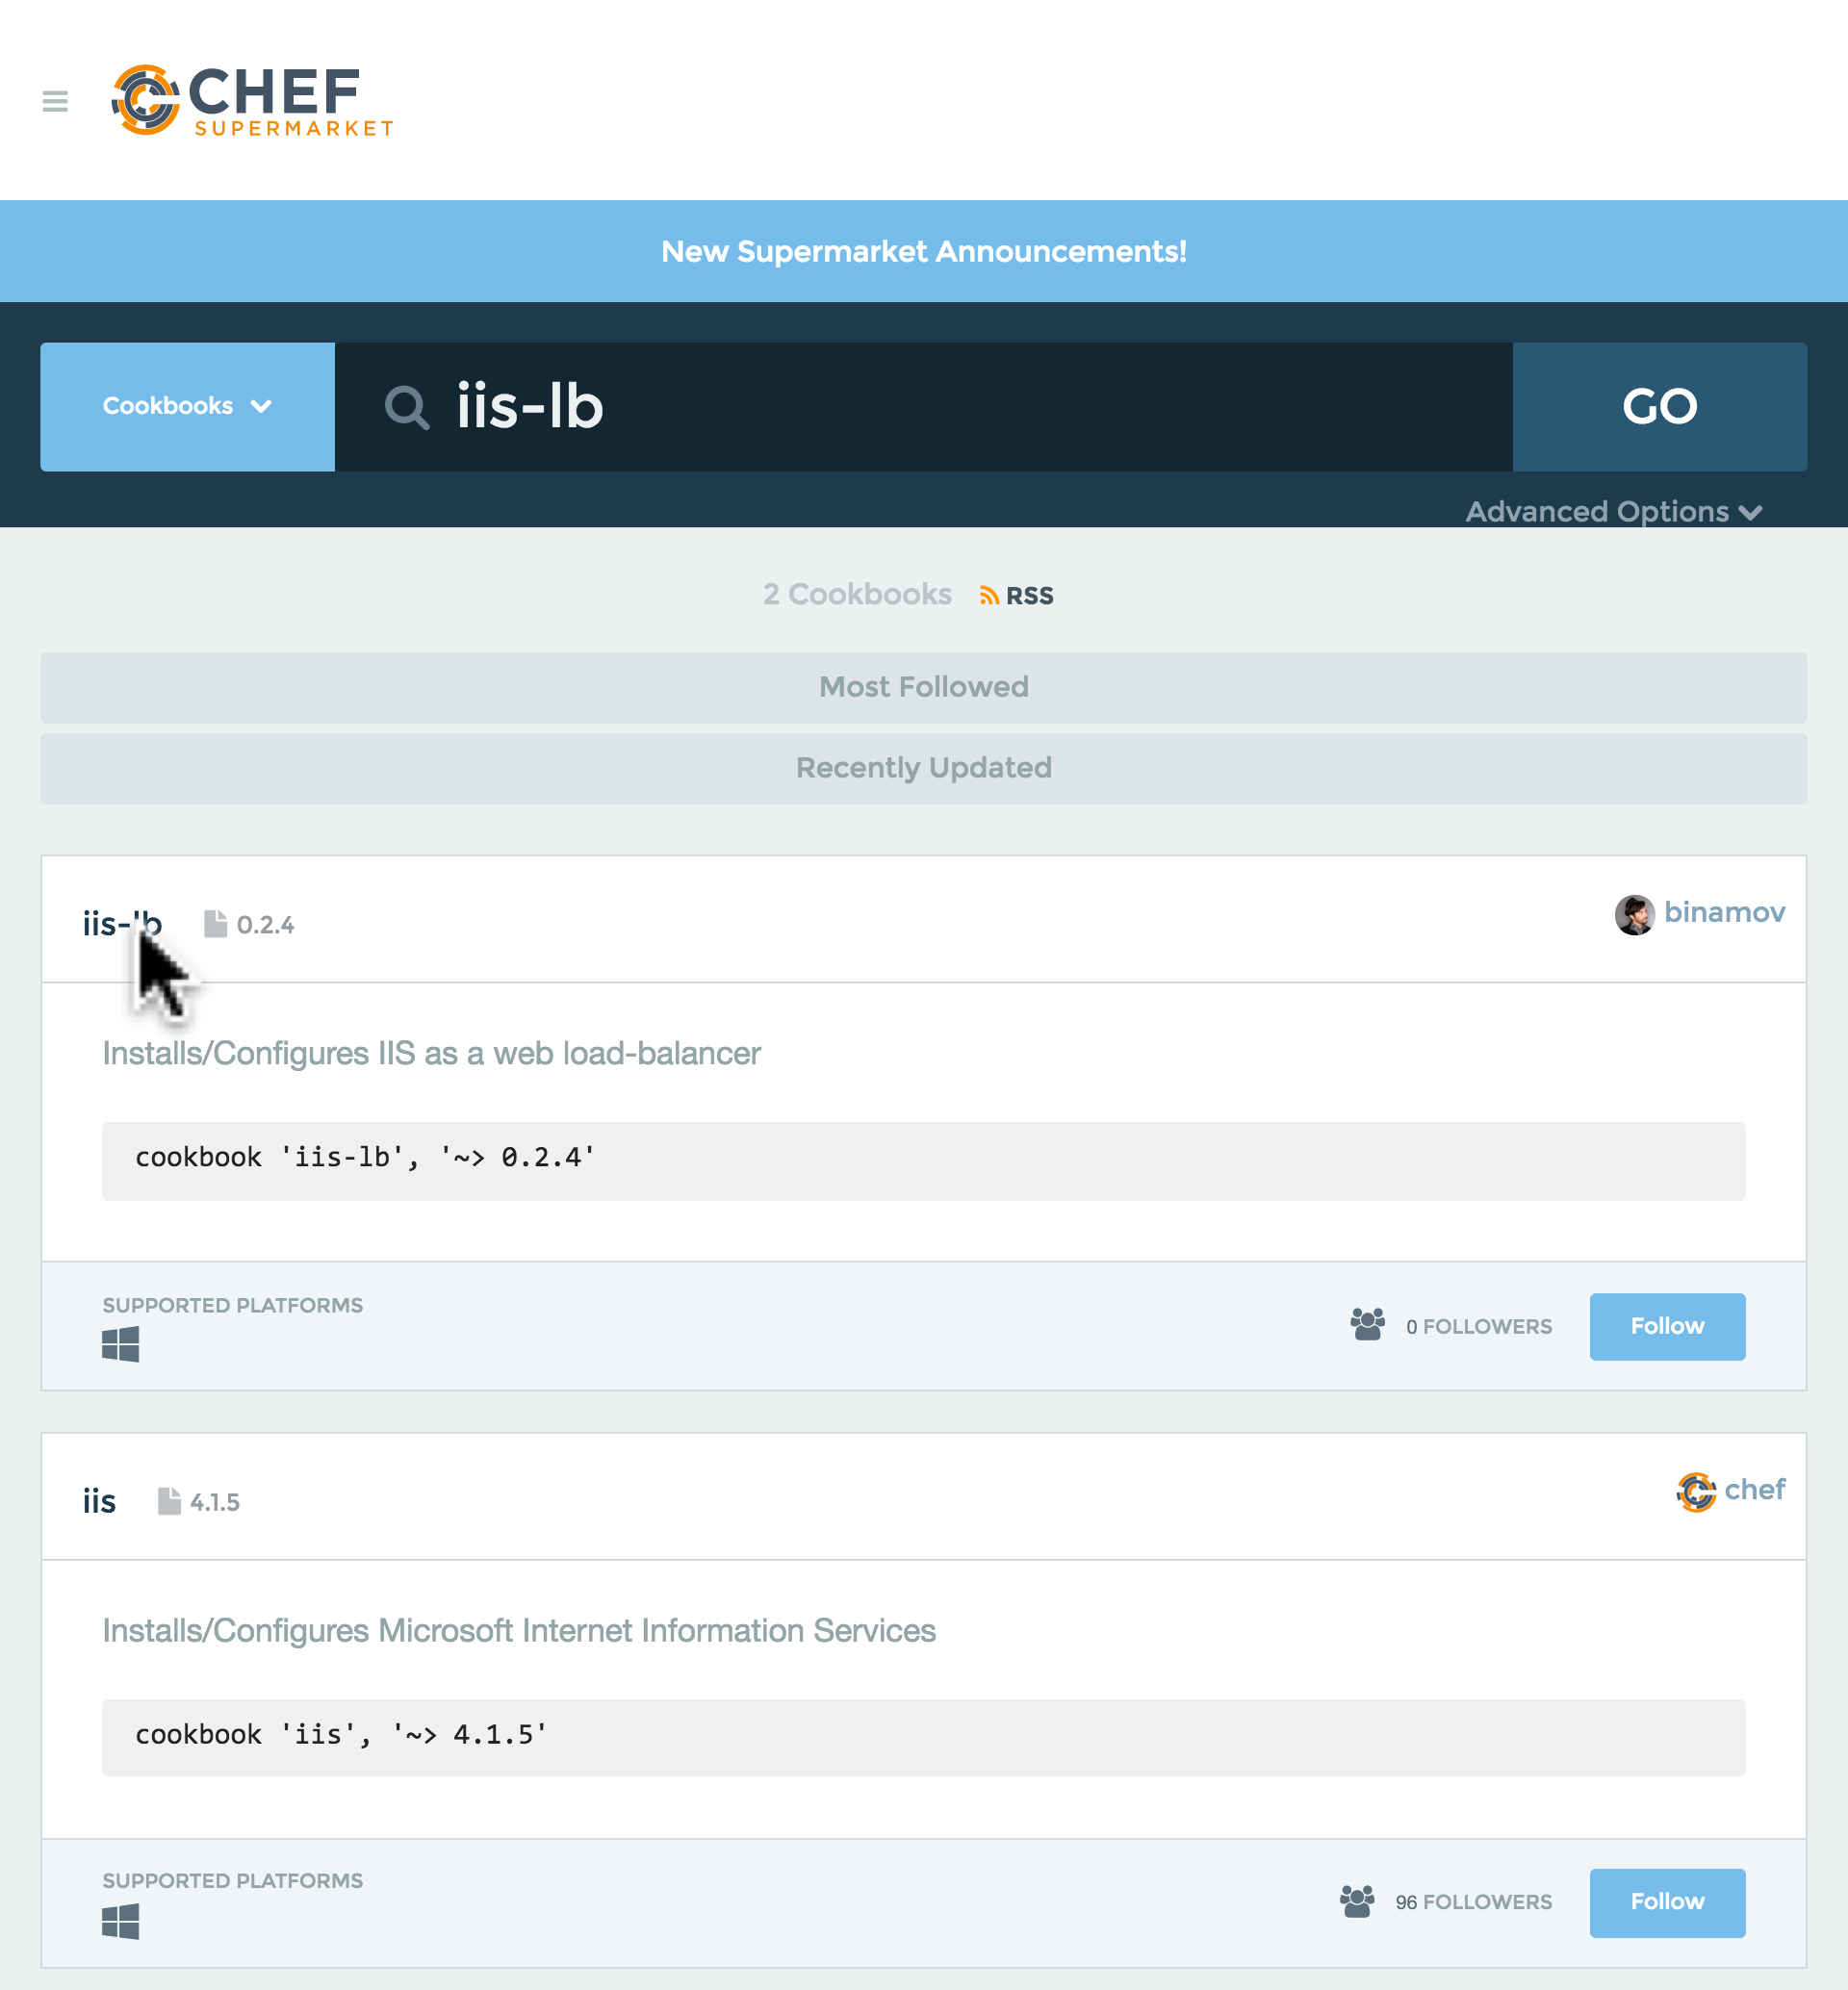 CHEF
SUPERMARKET
New Supermarket Announcements!
Cookbooks iis-lb GO
Advanced Options
2 Cookbooks RSS
Most Followed
Recently Updated
iis-lb 0.2.4 binamov
Installs/Configures IIS as a web load-balancer
cookbook 'iis-lb', '~> 0.2.4'
SUPPORTED PLATFORMS
0 FOLLOWERS Follow
iis 4.1.5 chef
Installs/Configures Microsoft Internet Information Services
cookbook 'iis', '~> 4.1.5'
SUPPORTED PLATFORMS
96 FOLLOWERS Follow